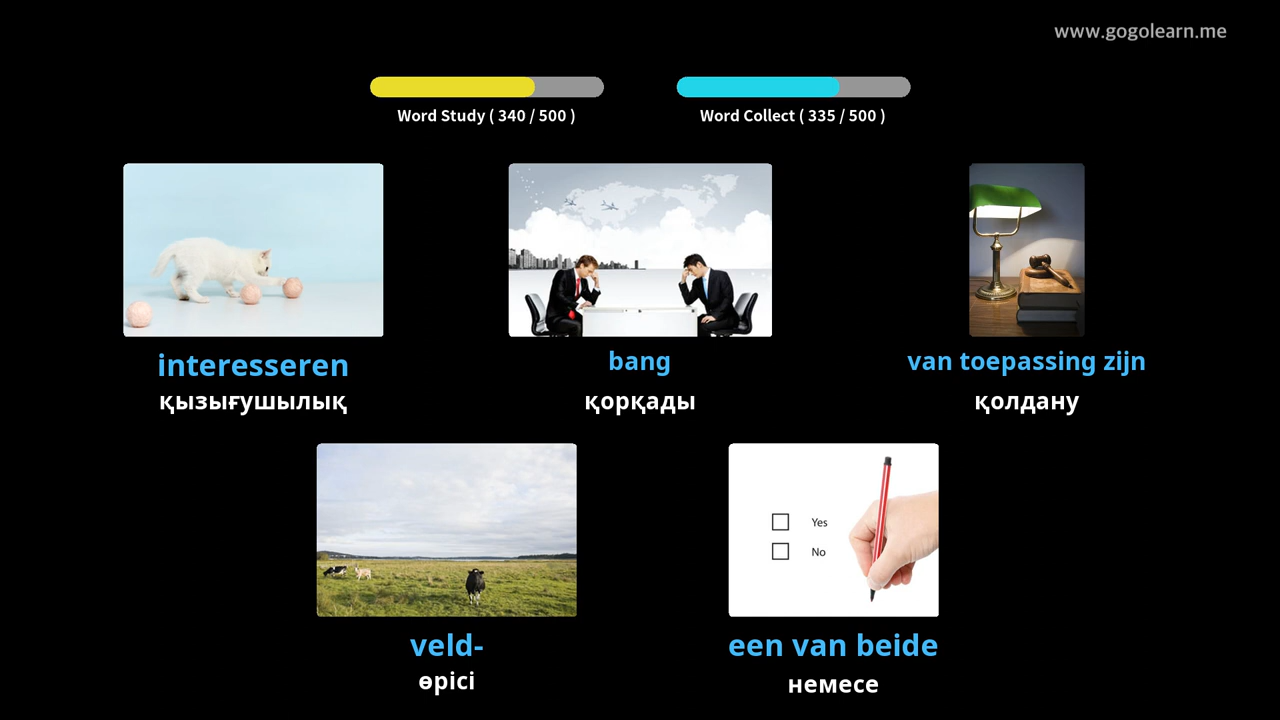 www.gogolearn.me
Word Study ( 340 / 500 )
Word Collect ( 335 / 500 )
interesseren
қызығушылық
bang
қорқады
van toepassing zijn
қолдану
Yes
No
veld-
өрісі
een van beide
немесе